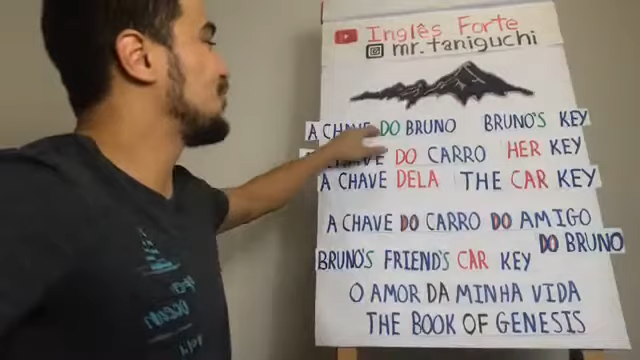 Inglês Forte
mr.taniguchi
A CHAVE DO BRUNO BRUNO'S KEY
CHAVE DO CARRO HER KEY
A CHAVE DELA THE CAR KEY
A CHAVE DO CARRO DO AMIGO
DO BRUNO
BRUNO'S FRIEND'S CAR KEY
O AMOR DA MINHA VIDA
THE BOOK OF GENESIS